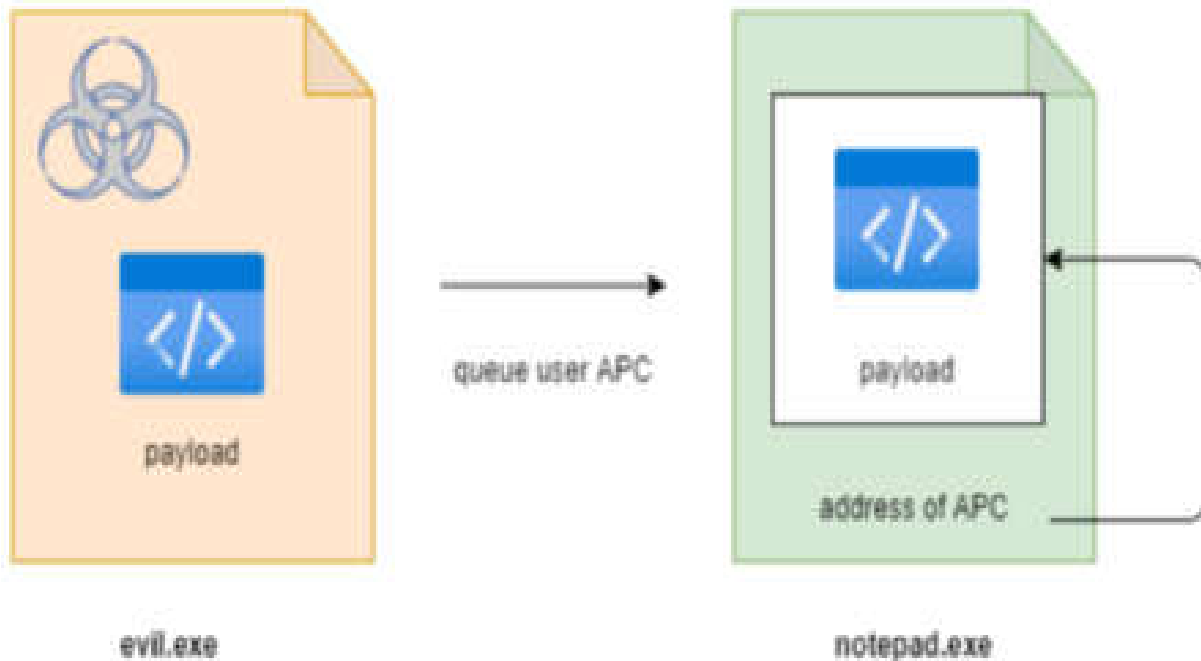 payload
queue user APC
payload
address of APC
evil.exe
notepad.exe